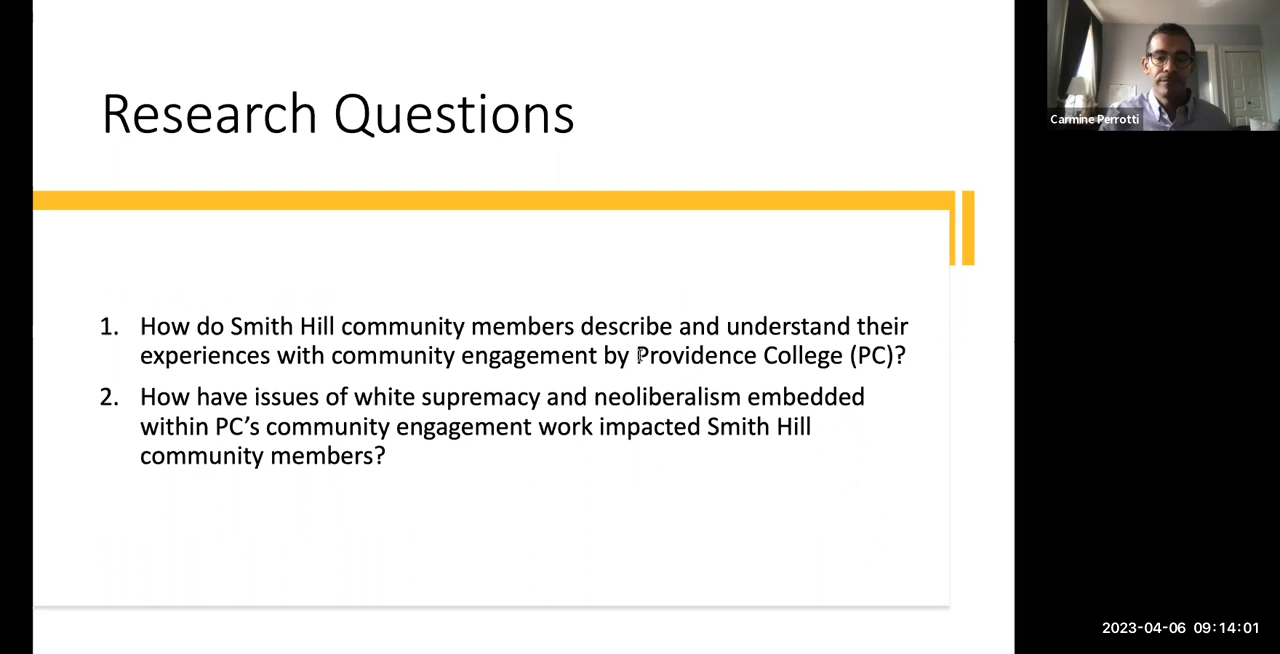 Research Questions
1. How do Smith Hill community members describe and understand their
experiences with community engagement by Providence College (PC)?
2. How have issues of white supremacy and neoliberalism embedded
within PC’s community engagement work impacted Smith Hill
community members?
Carmine Perrotti
2023-04-06 09:14:01